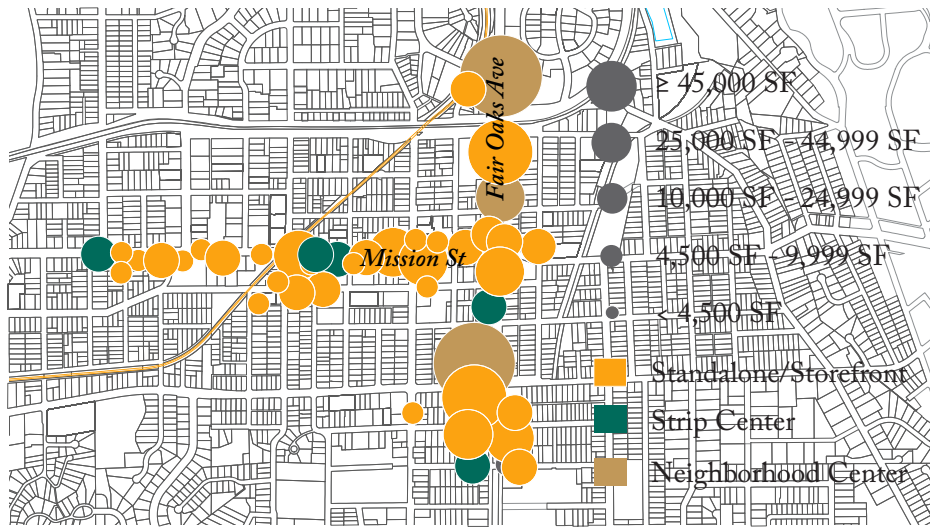 Fair Oaks Ave
≥ 45,000 SF
25,000 SF - 44,999 SF
10,000 SF - 24,999 SF
Mission St
4,500 SF - 9,999 SF
< 4,500 SF
Standalone/Storefront
Strip Center
Neighborhood Center